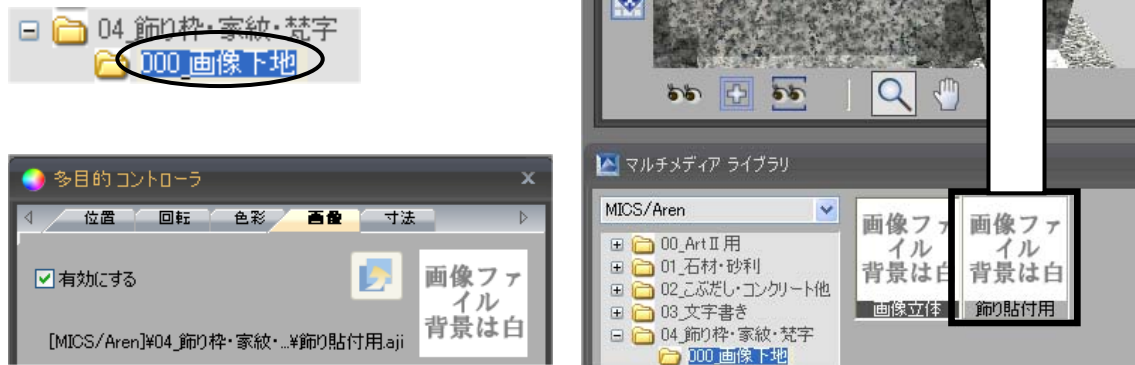 04_飾り枠・家紋・梵字
000_画像下地
多目的コントローラ
位置 回転 色彩 画像 寸法
有効にする
画像ファ
イル
背景は白
[MICS/Aren]¥04_飾り枠・家紋・...¥飾り貼付用.aji
マルチメディア ライブラリ
MICS/Aren
00_ArtⅡ用
01_石材・砂利
02_こぶだし・コンクリート他
03_文字書き
04_飾り枠・家紋・梵字
000_画像下地
画像ファ
イル
背景は白
画像立体
画像ファ
イル
背景は白
飾り貼付用